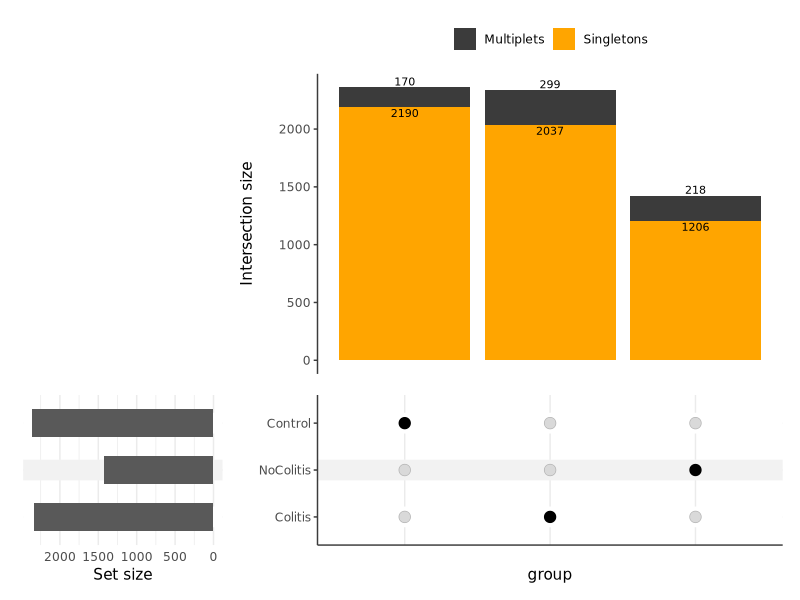 Multiplets Singletons
170
299
2190
2037
218
1206
2000
1500
1000
500
0
Intersection size
Control
NoColitis
Colitis
2000 1500 1000 500 0
Set size
group